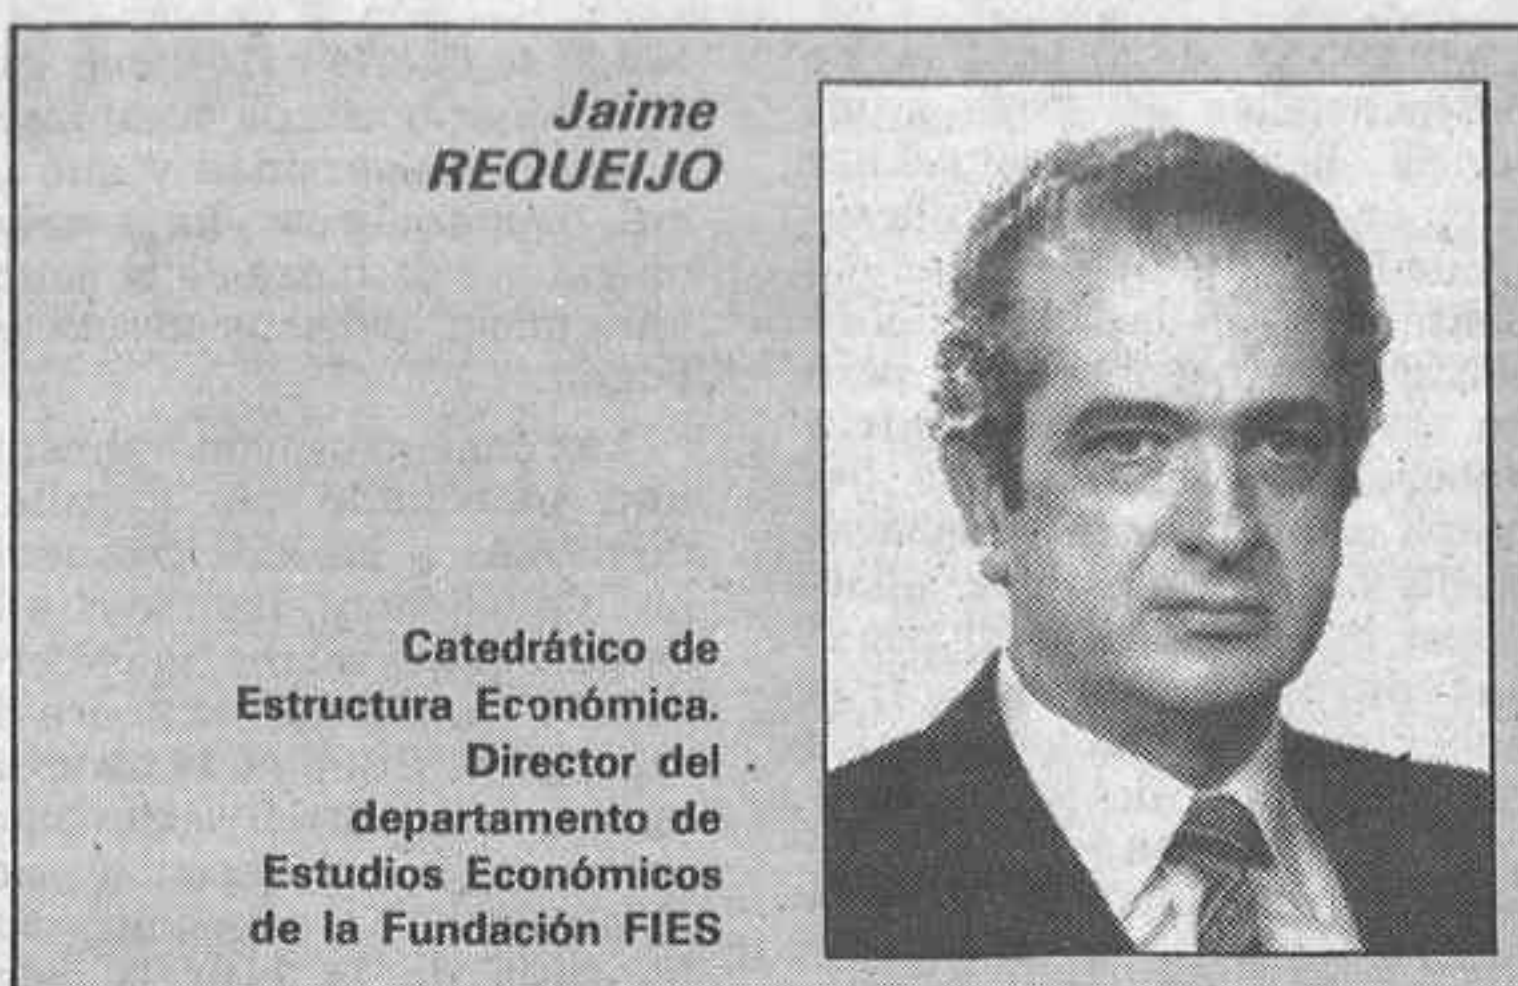 Jaime
REQUEIJO
Catedrático de
Estructura Económica.
Director del
departamento de
Estudios Económicos
de la Fundación FIES